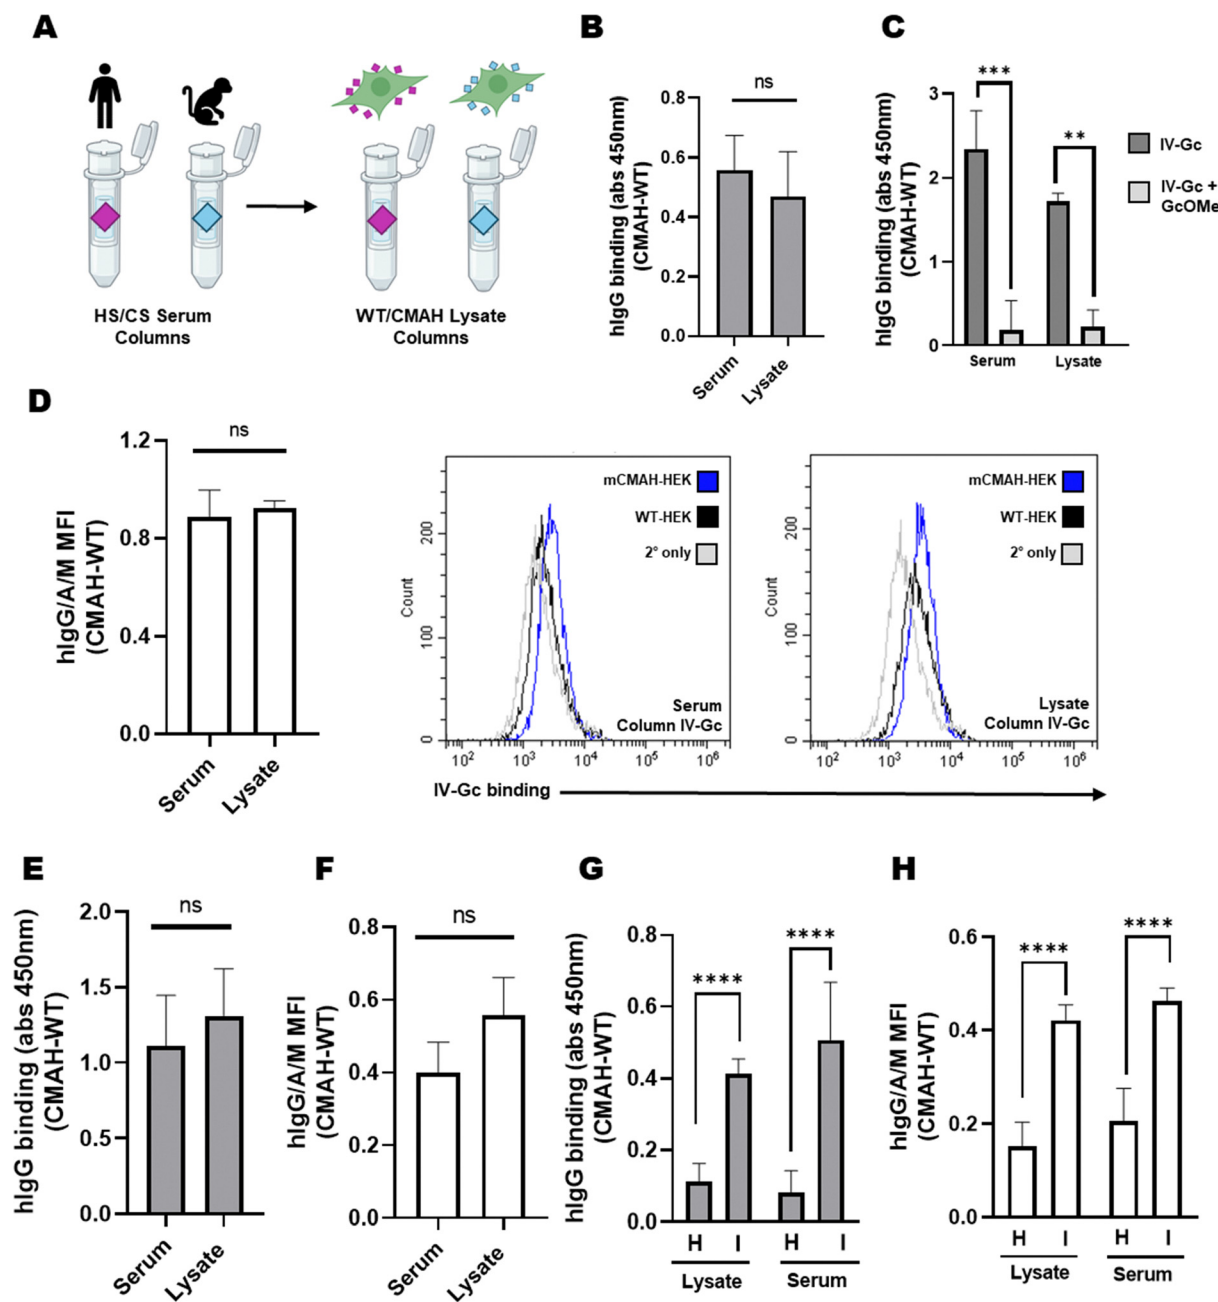 A
HS/CS Serum
Columns
WT/CMAH Lysate
Columns
B
hIgG binding (abs 450nm)
(CMAH-WT)
0.8
0.6
0.4
0.2
0.0
ns
Serum
Lysate
C
hIgG binding (abs 450nm)
(CMAH-WT)
3
2
1
0
***
**
Serum
Lysate
IV-Gc
IV-Gc +
GcOMe
D
hIgG/A/M MFI
(CMAH-WT)
1.2
0.8
0.4
0.0
ns
Serum
Lysate
Count
200
100
0
mCMAH-HEK
WT-HEK
2° only
Serum
Column IV-Gc
10² 10³ 10⁴ 10⁵ 10⁶
Count
200
100
0
mCMAH-HEK
WT-HEK
2° only
Lysate
Column IV-Gc
10² 10³ 10⁴ 10⁵ 10⁶
IV-Gc binding
E
hIgG binding (abs 450nm)
(CMAH-WT)
2.0
1.5
1.0
0.5
0.0
ns
Serum
Lysate
F
hIgG/A/M MFI
(CMAH-WT)
0.8
0.6
0.4
0.2
0.0
ns
Serum
Lysate
G
hIgG binding (abs 450nm)
(CMAH-WT)
0.8
0.6
0.4
0.2
0.0
****
****
H I H I
Lysate Serum
H
hIgG/A/M MFI
(CMAH-WT)
0.6
0.4
0.2
0.0
****
****
H I H I
Lysate Serum